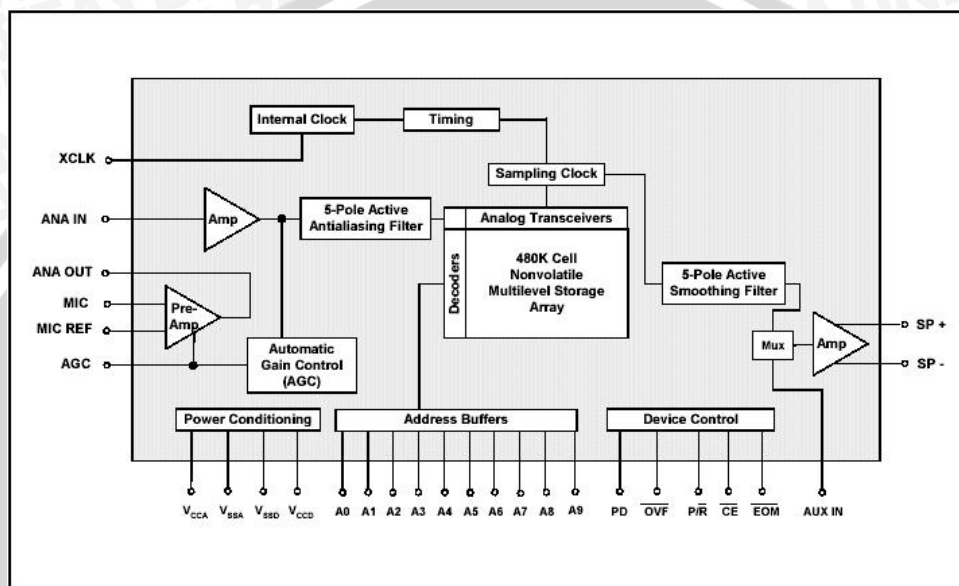 Internal Clock
Timing
XCLK
Sampling Clock
ANA IN
Amp
5-Pole Active
Antialiasing Filter
Analog Transceivers
Decoders
480K Cell
Nonvolatile
Multilevel Storage
Array
ANA OUT
MIC
MIC REF
AGC
Pre-
Amp
Automatic
Gain Control
(AGC)
5-Pole Active
Smoothing Filter
Mux
Amp
SP +
SP -
Power Conditioning
Address Buffers
Device Control
VCCA VSSA VSSD VCCD A0 A1 A2 A3 A4 A5 A6 A7 A8 A9 PD O̅V̅F̅ P/R̅ C̅E̅ E̅O̅M̅ AUX IN